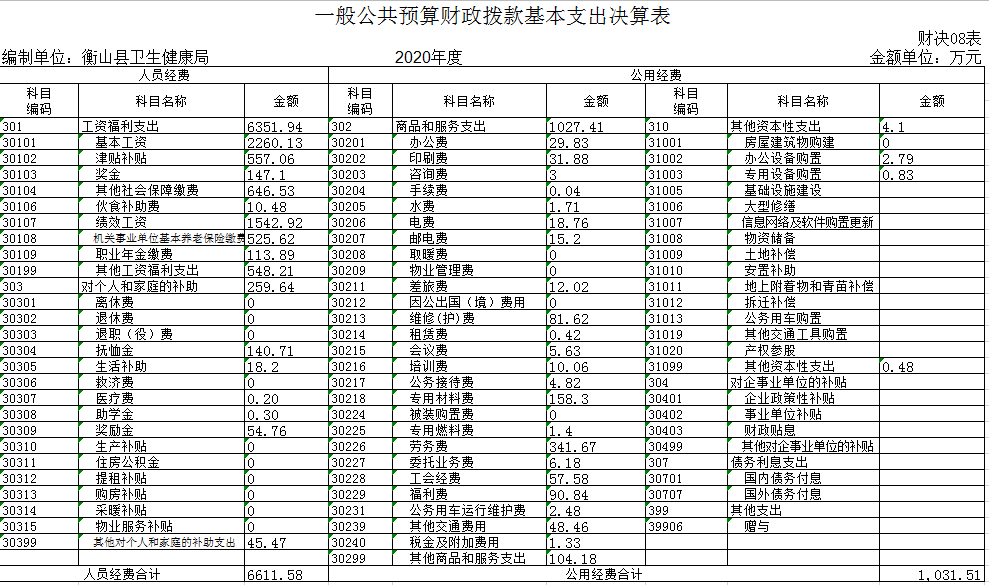 一般公共预算财政拨款基本支出决算表
财决08表
编制单位：衡山县卫生健康局 2020年度 金额单位：万元
人员经费 公用经费
科目编码 科目名称 金额 科目编码 科目名称 金额 科目编码 科目名称 金额
301 工资福利支出 6351.94 302 商品和服务支出 1027.41 310 其他资本性支出 4.1
30101 基本工资 2260.13 30201 办公费 29.83 31001 房屋建筑物购建 0
30102 津贴补贴 557.06 30202 印刷费 31.88 31002 办公设备购置 2.79
30103 奖金 147.1 30203 咨询费 3 31003 专用设备购置 0.83
30104 其他社会保障缴费 646.53 30204 手续费 0.04 31005 基础设施建设
30106 伙食补助费 10.48 30205 水费 1.71 31006 大型修缮
30107 绩效工资 1542.92 30206 电费 18.76 31007 信息网络及软件购置更新
30108 机关事业单位基本养老保险缴费 525.62 30207 邮电费 15.2 31008 物资储备
30109 职业年金缴费 113.89 30208 取暖费 0 31009 土地补偿
30199 其他工资福利支出 548.21 30209 物业管理费 0 31010 安置补助
303 对个人和家庭的补助 259.64 30211 差旅费 12.02 31011 地上附着物和青苗补偿
30301 离休费 0 30212 因公出国（境）费用 0 31012 拆迁补偿
30302 退休费 0 30213 维修(护)费 81.62 31013 公务用车购置
30303 退职（役）费 0 30214 租赁费 0.42 31019 其他交通工具购置
30304 抚恤金 140.71 30215 会议费 5.63 31020 产权参股
30305 生活补助 18.2 30216 培训费 10.06 31099 其他资本性支出 0.48
30306 救济费 0 30217 公务接待费 4.82 304 对企事业单位的补贴
30307 医疗费 0.20 30218 专用材料费 158.3 30401 企业政策性补贴
30308 助学金 0.30 30224 被装购置费 0 30402 事业单位补贴
30309 奖励金 54.76 30225 专用燃料费 1.4 30403 财政贴息
30310 生产补贴 0 30226 劳务费 341.67 30499 其他对企事业单位的补贴
30311 住房公积金 0 30227 委托业务费 6.18 307 债务利息支出
30312 提租补贴 0 30228 工会经费 57.58 30701 国内债务付息
30313 购房补贴 0 30229 福利费 90.84 30707 国外债务付息
30314 采暖补贴 0 30231 公务用车运行维护费 2.48 399 其他支出
30315 物业服务补贴 0 30239 其他交通费用 48.46 39906 赠与
30399 其他对个人和家庭的补助支出 45.47 30240 税金及附加费用 1.33
30299 其他商品和服务支出 104.18
人员经费合计 6611.58 公用经费合计 1,031.51